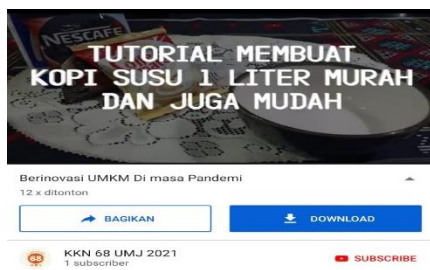 NESCAFE
TUTORIAL MEMBUAT
KOPI SUSU 1 LITER MURAH
DAN JUGA MUDAH
Berinovasi UMKM Di masa Pandemi
12 x ditonton
BAGIKAN
DOWNLOAD
68
KKN 68 UMJ 2021
1 subscriber
SUBSCRIBE